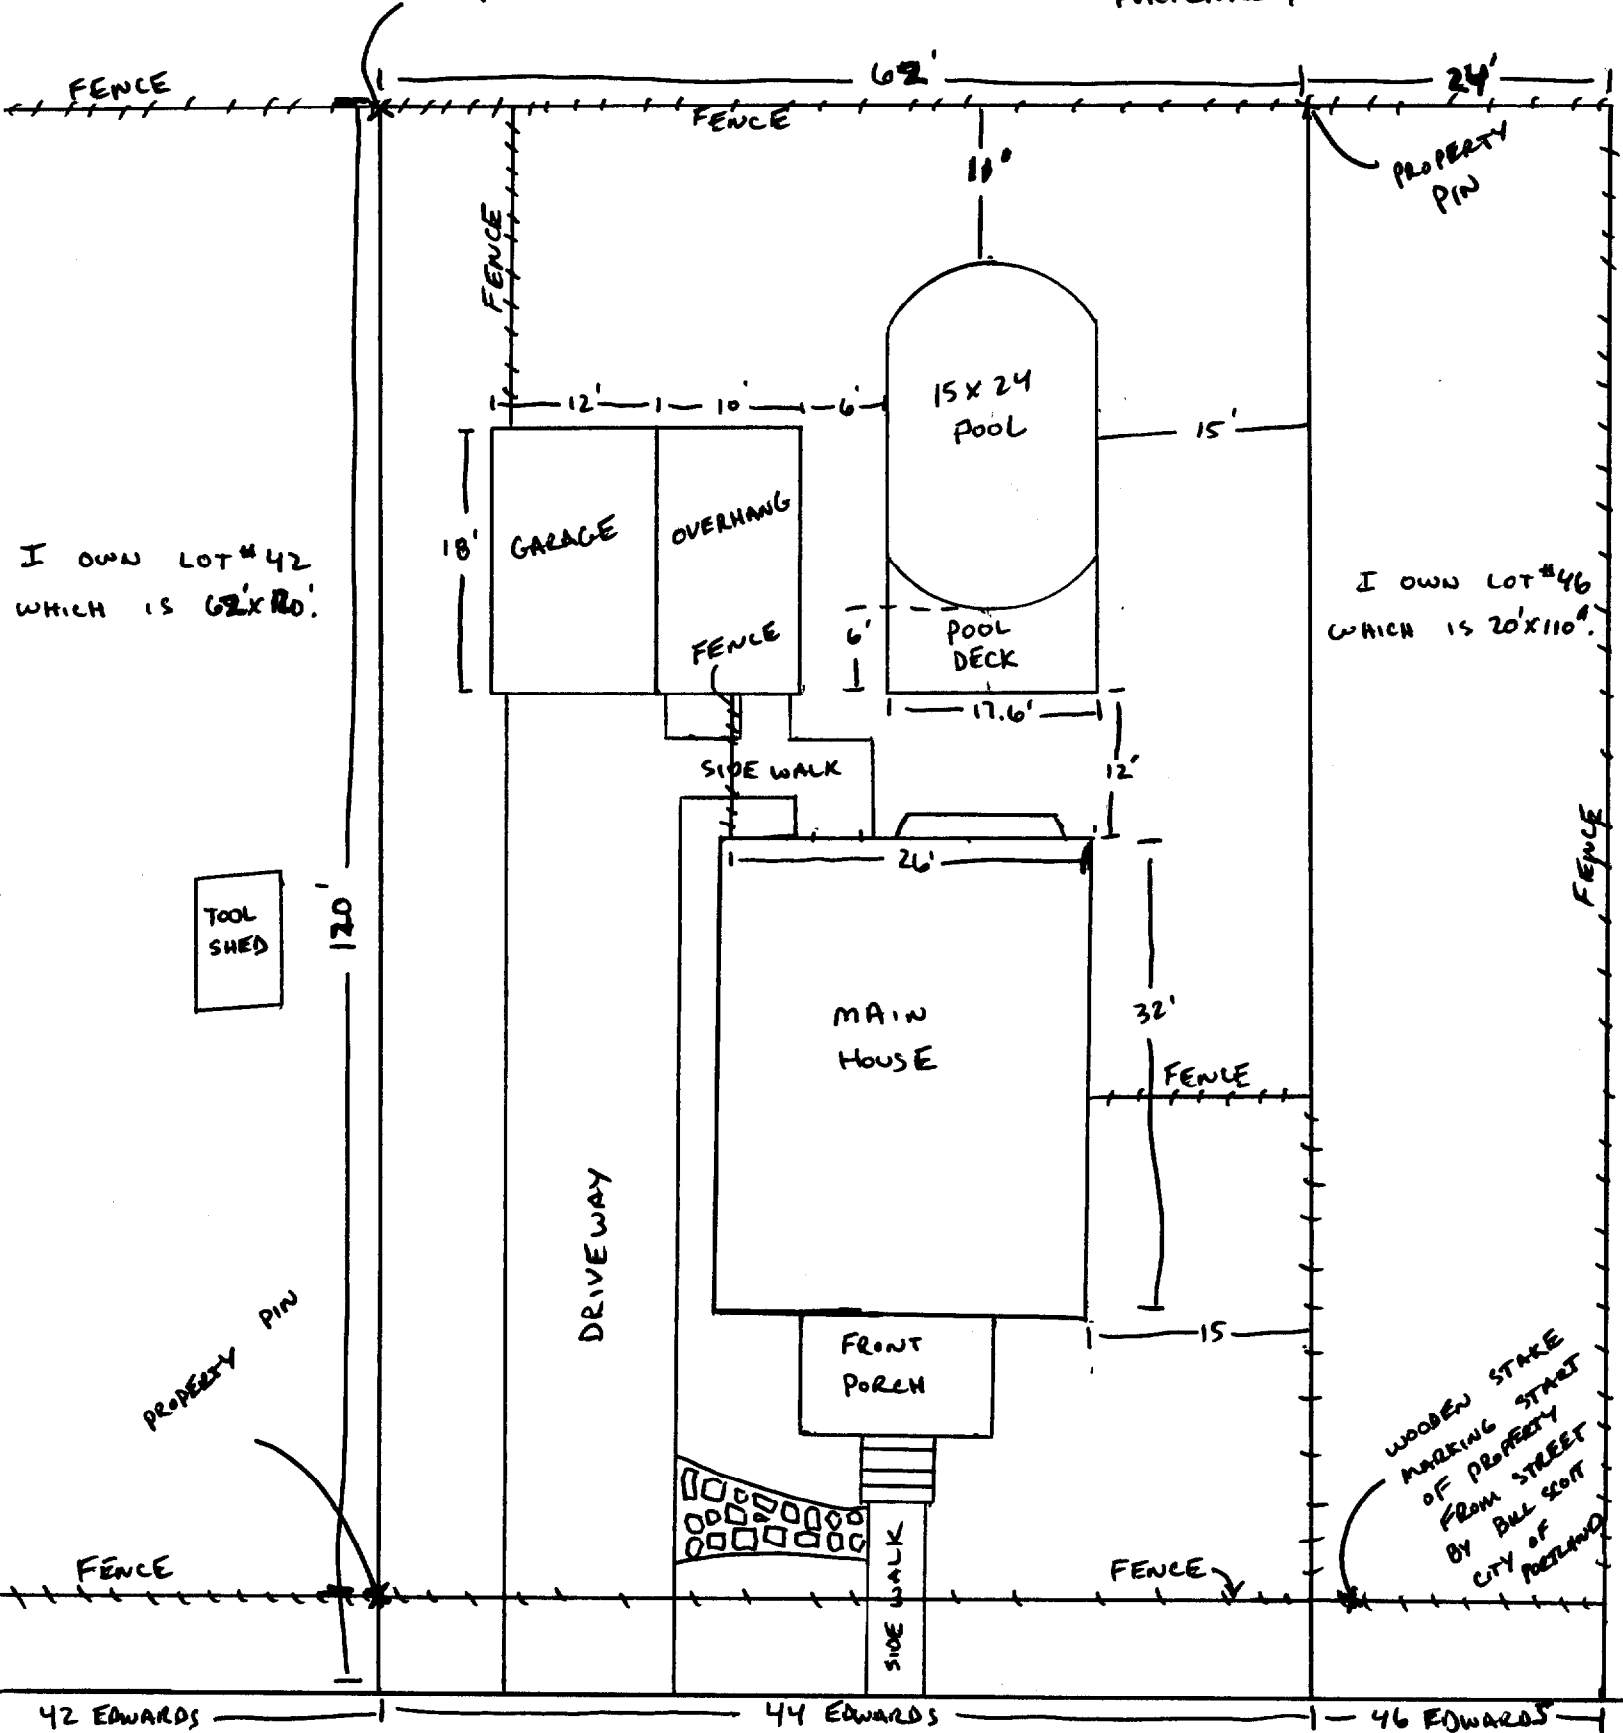 62'
24'
FENCE
FENCE
11'
PROPERTY
PIN
FENCE
12'
10'
6'
15 X 24
POOL
15'
18'
GARAGE
OVERHANG
I OWN LOT #42
WHICH IS 62'X120'.
I OWN LOT #46
WHICH IS 20'X110'.
FENCE
6'
POOL
DECK
17.6'
SIDE WALK
12'
26'
FENCE
TOOL
SHED
120'
MAIN
HOUSE
32'
FENCE
DRIVEWAY
PROPERTY PIN
FRONT
PORCH
15
WOODEN STAKE
MARKING START
OF PROPERTY
FROM STREET
BY BILL SCOTT
CITY OF
PORTLAND
FENCE
FENCE
SIDE WALK
42 EDWARDS
44 EDWARDS
46 EDWARDS